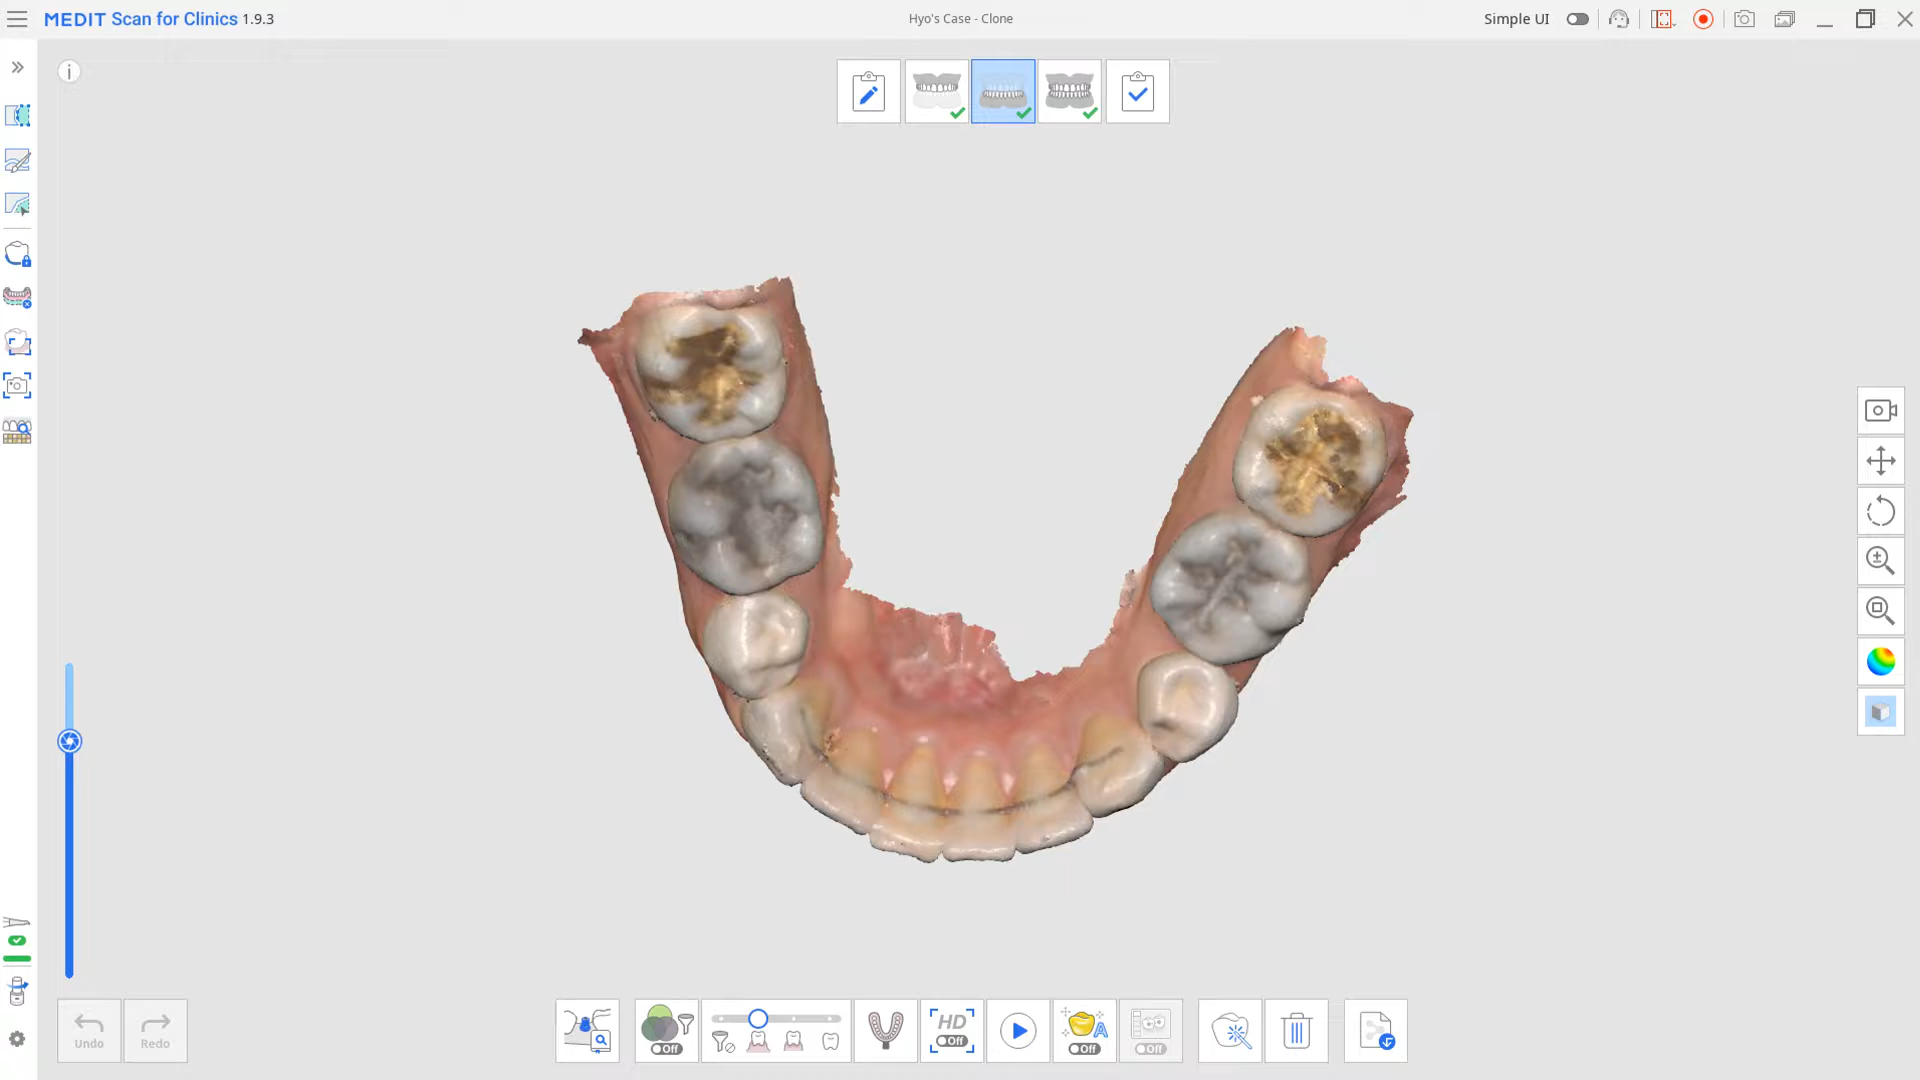 MEDIT Scan for Clinics 1.9.3
Hyo's Case - Clone
Simple UI
i
Undo
Redo
Off
HD
Off
A
Off
Off